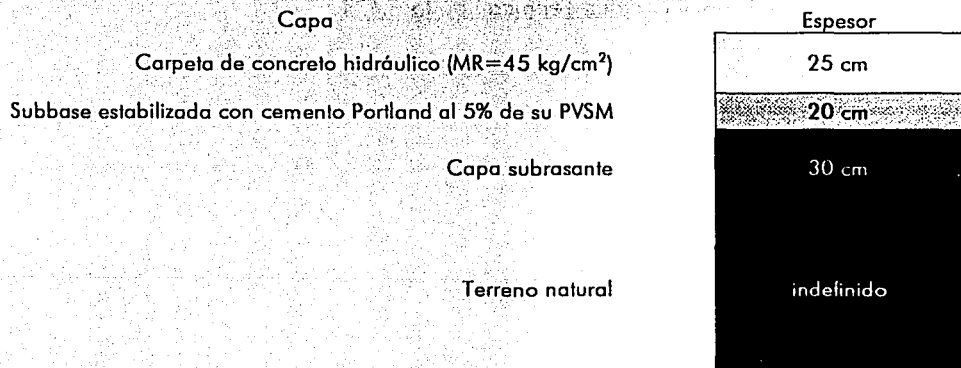 Capa Espesor
Carpeta de concreto hidráulico (MR=45 kg/cm²) 25 cm
Subbase estabilizada con cemento Portland al 5% de su PVSM 20 cm
Capa subrasante 30 cm
Terreno natural indefinido